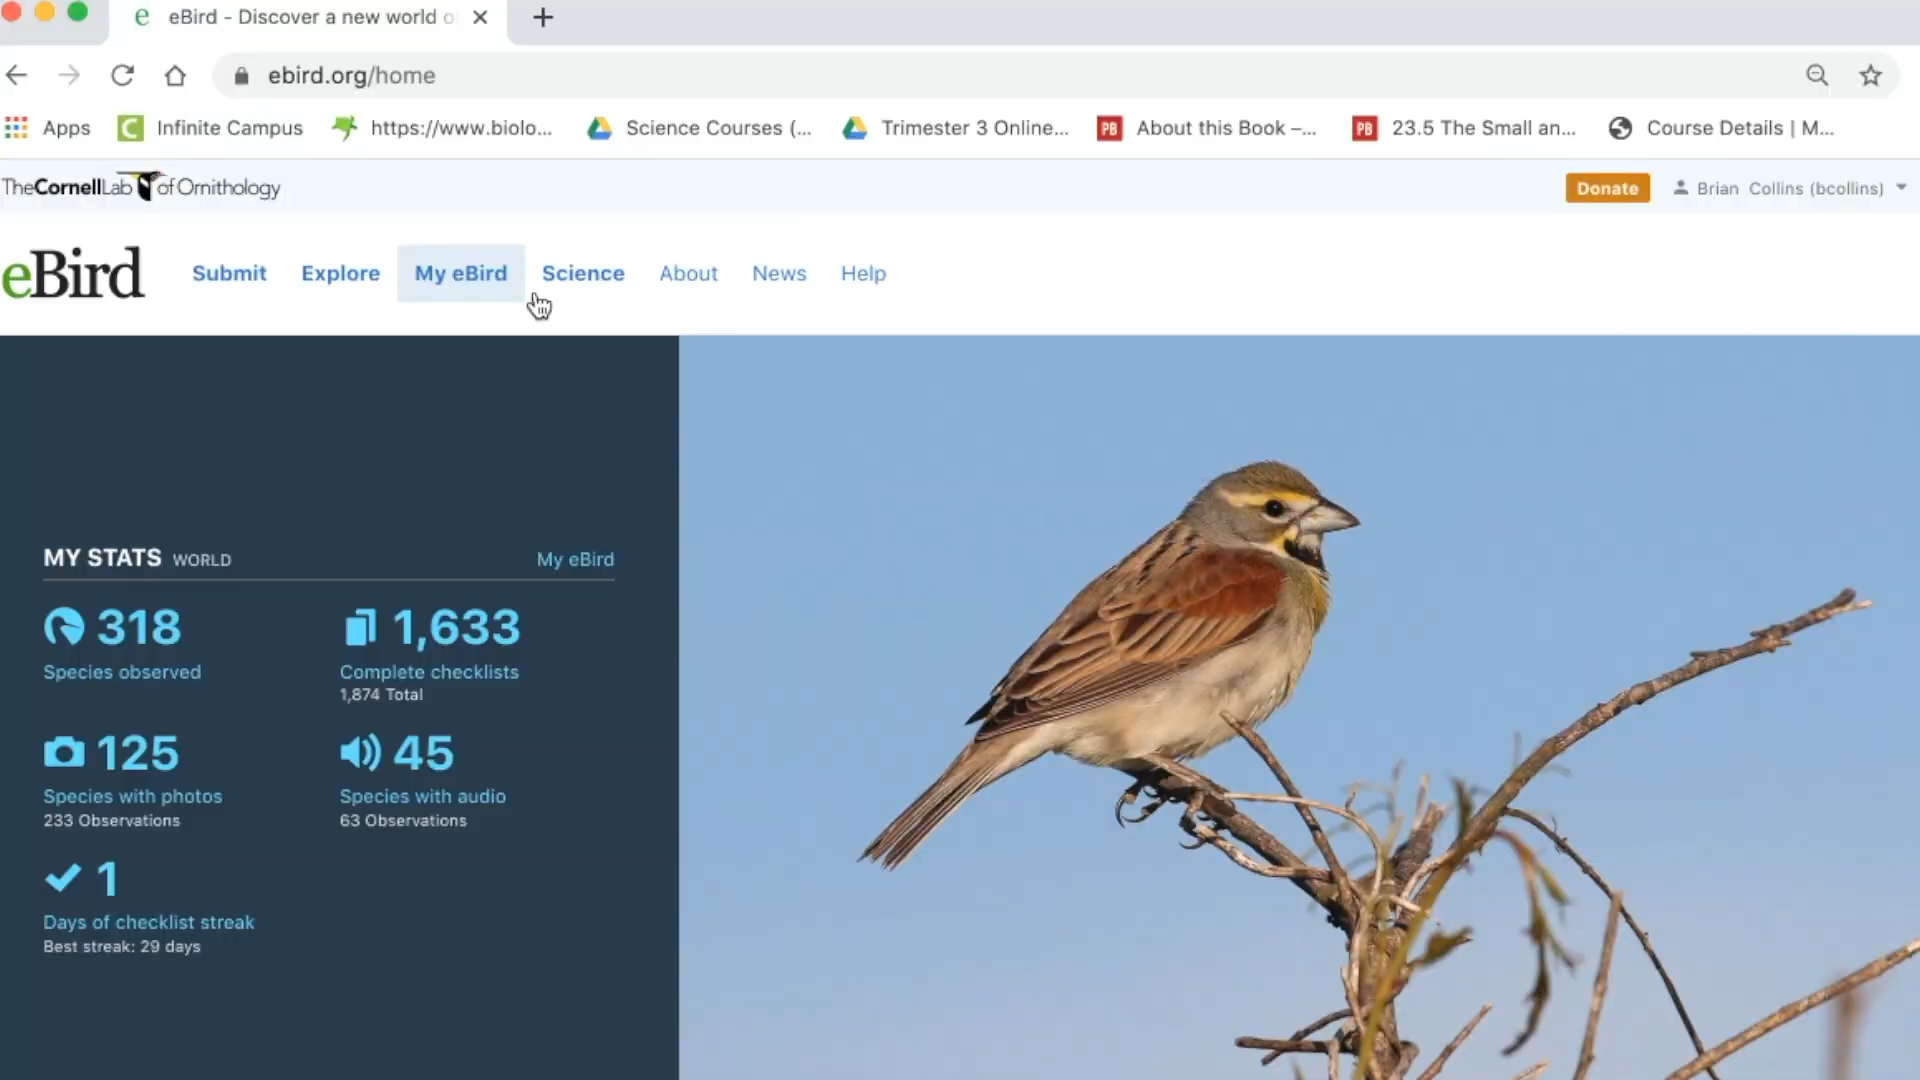 eBird - Discover a new world o
ebird.org/home
Apps
Infinite Campus
https://www.biolo...
Science Courses (...
Trimester 3 Online...
PB
About this Book –...
PB
23.5 The Small an...
Course Details | M...
TheCornellLab of Ornithology
Donate
Brian Collins (bcollins)
eBird
Submit
Explore
My eBird
Science
About
News
Help
MY STATS WORLD
My eBird
318
Species observed
1,633
Complete checklists
1,874 Total
125
Species with photos
233 Observations
45
Species with audio
63 Observations
1
Days of checklist streak
Best streak: 29 days